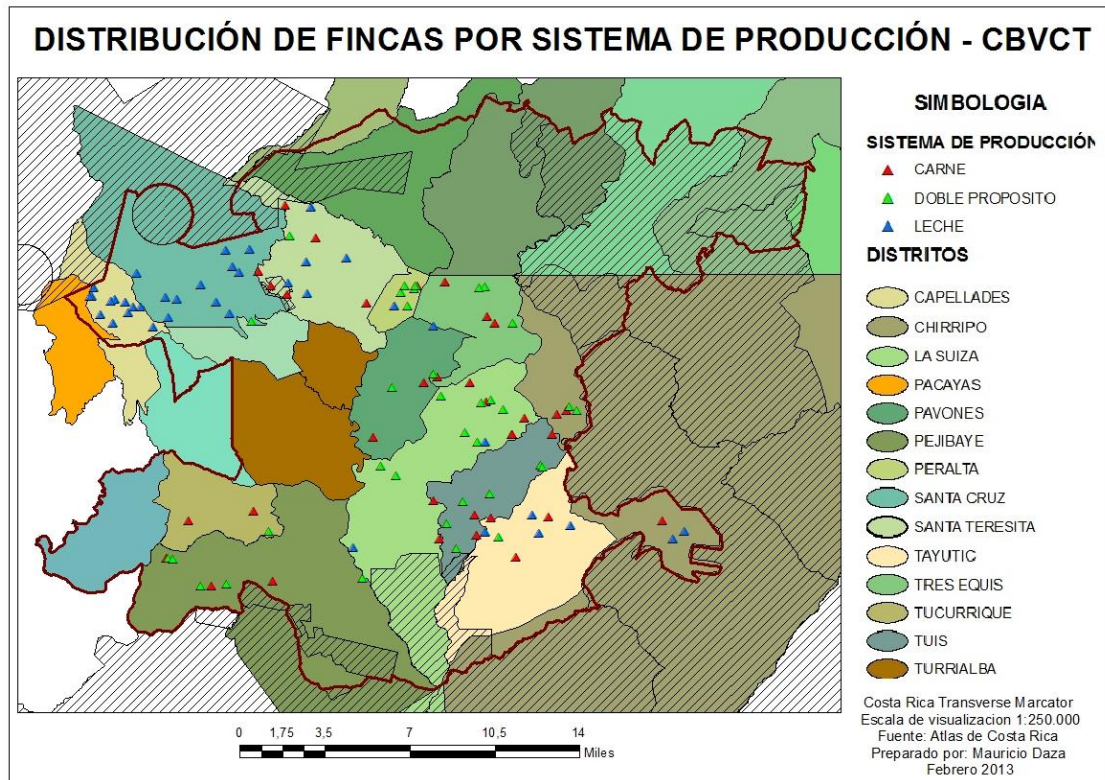 DISTRIBUCIÓN DE FINCAS POR SISTEMA DE PRODUCCIÓN - CBVCT
SIMBOLOGIA
SISTEMA DE PRODUCCIÓN
CARNE
DOBLE PROPOSITO
LECHE
DISTRITOS
CAPELLADES
CHIRRIPO
LA SUIZA
PACAYAS
PAVONES
PEJIBAYE
PERALTA
SANTA CRUZ
SANTA TERESITA
TAYUTIC
TRES EQUIS
TUCURRIQUE
TUIS
TURRIALBA
Costa Rica Transverse Marcator
Escala de visualizacion 1:250.000
Fuente: Atlas de Costa Rica
Preparado por: Mauricio Daza
Febrero 2013
0 1,75 3,5 7 10,5 14
Miles